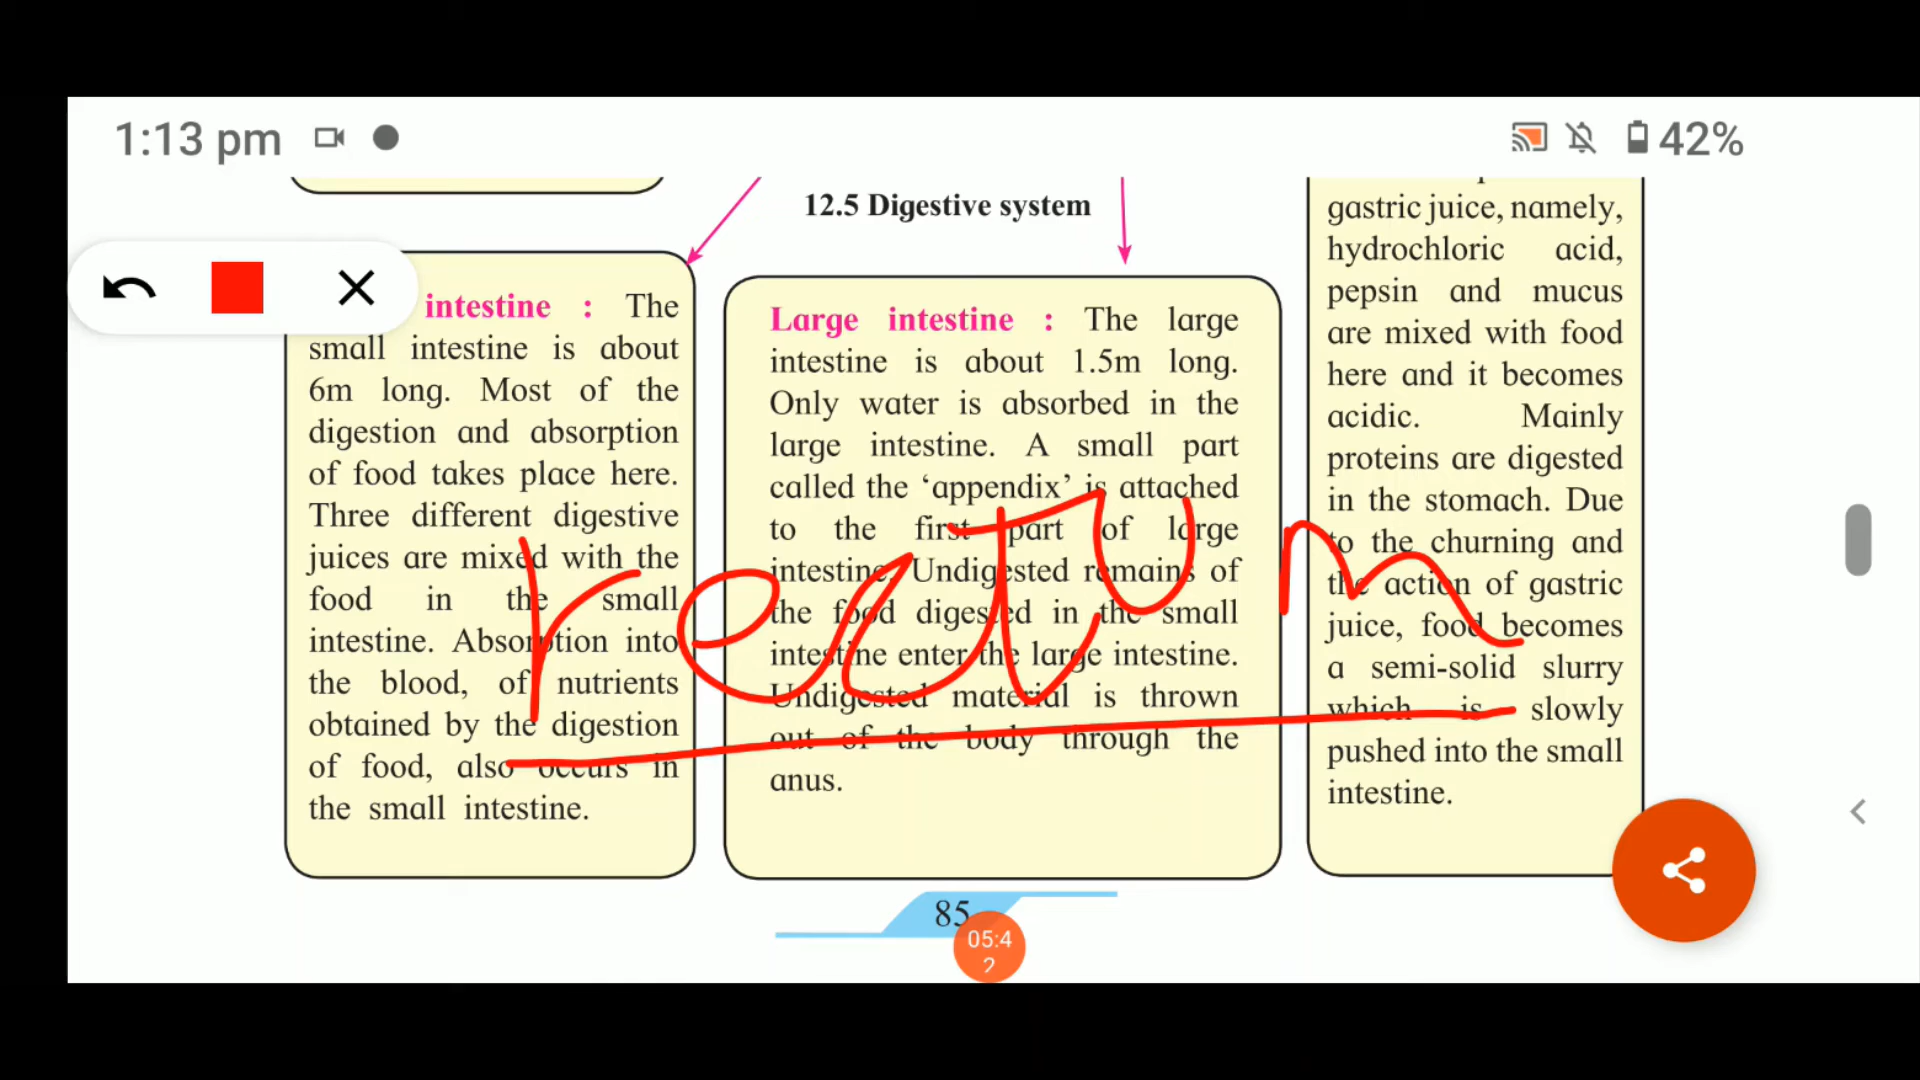 1:13 pm
42%
12.5 Digestive system
intestine : The
small intestine is about
6m long. Most of the
digestion and absorption
of food takes place here.
Three different digestive
juices are mixed with the
food in the small
intestine. Absorption into
the blood, of nutrients
obtained by the digestion
of food, also occurs in
the small intestine.
Large intestine : The large
intestine is about 1.5m long.
Only water is absorbed in the
large intestine. A small part
called the ‘appendix’ is attached
to the first part of large
intestine. Undigested remains of
the food digested in the small
intestine enter the large intestine.
Undigested material is thrown
out of the body through the
anus.
gastric juice, namely,
hydrochloric acid,
pepsin and mucus
are mixed with food
here and it becomes
acidic. Mainly
proteins are digested
in the stomach. Due
to the churning and
the action of gastric
juice, food becomes
a semi-solid slurry
which is slowly
pushed into the small
intestine.
rectum
85
05:4
2